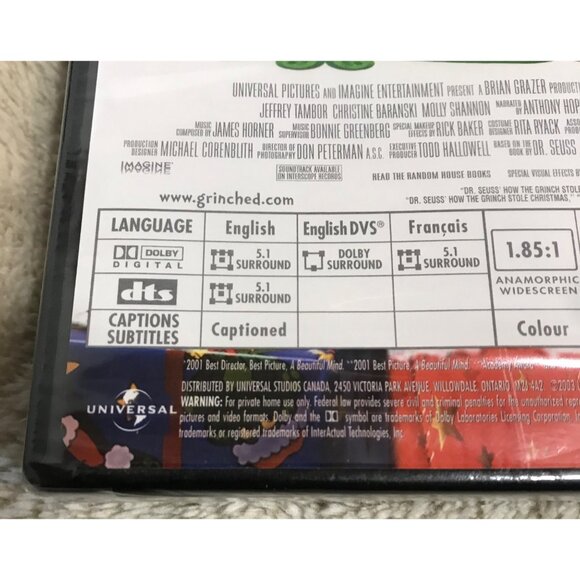 UNIVERSAL PICTURES AND IMAGINE ENTERTAINMENT PRESENT A BRIAN GRAZER
JEFFREY TAMBOR CHRISTINE BARANSKI MOLLY SHANNON NARRATED BY ANTHONY
MUSIC COMPOSED BY JAMES HORNER MUSIC SUPERVISOR BONNIE GREENBERG SPECIAL MAKEUP EFFECTS BY RICK BAKER COSTUME DESIGNER RITA RYACK
PRODUCTION DESIGNER MICHAEL CORENBLITH DIRECTOR OF PHOTOGRAPHY DON PETERMAN A.S.C. EXECUTIVE PRODUCER TODD HALLOWELL BASED ON THE BOOK BY DR. SEUSS
IMAGINE
SOUNDTRACK AVAILABLE ON INTERSCOPE RECORDS
READ THE RANDOM HOUSE BOOKS SPECIAL VISUAL EFFECTS BY
www.grinched.com
"DR. SEUSS' HOW THE GRINCH STOLE
"DR. SEUSS' HOW THE GRINCH STOLE CHRISTMAS,"
LANGUAGE English English DVS® Français
DOLBY DIGITAL 5.1 SURROUND DOLBY SURROUND 5.1 SURROUND
1.85:1
ANAMORPHIC WIDESCREEN
dts 5.1 SURROUND
CAPTIONS SUBTITLES Captioned Colour
*2001 Best Director, Best Picture, A Beautiful Mind. **2001 Best Picture, A Beautiful Mind.
DISTRIBUTED BY UNIVERSAL STUDIOS CANADA, 2450 VICTORIA PARK AVENUE, WILLOWDALE, ONTARIO M2J 4A2 ©2003
WARNING: For private home use only. Federal law provides severe civil and criminal penalties for the unauthorized
pictures and video formats. Dolby and the symbol are trademarks of Dolby Laboratories Licensing Corporation.
trademarks or registered trademarks of InterActual Technologies, Inc.
UNIVERSAL